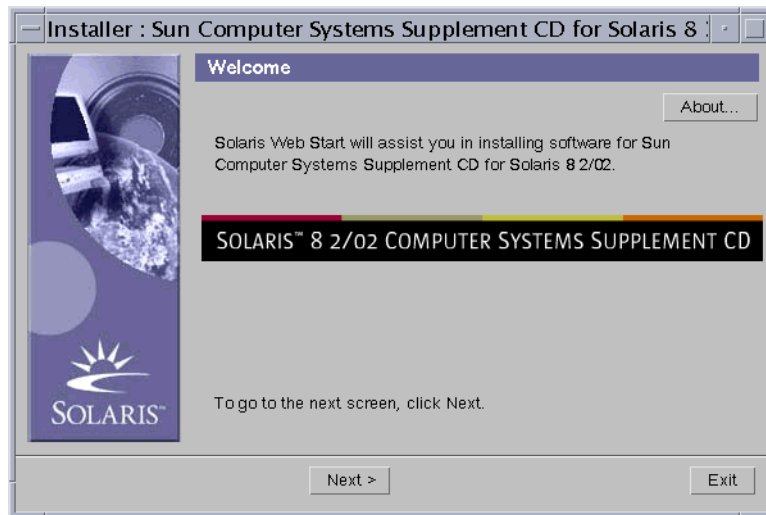 Installer : Sun Computer Systems Supplement CD for Solaris 8
Welcome
About...
Solaris Web Start will assist you in installing software for Sun
Computer Systems Supplement CD for Solaris 8 2/02.
SOLARIS™ 8 2/02 COMPUTER SYSTEMS SUPPLEMENT CD
To go to the next screen, click Next.
SOLARIS™
Next >
Exit